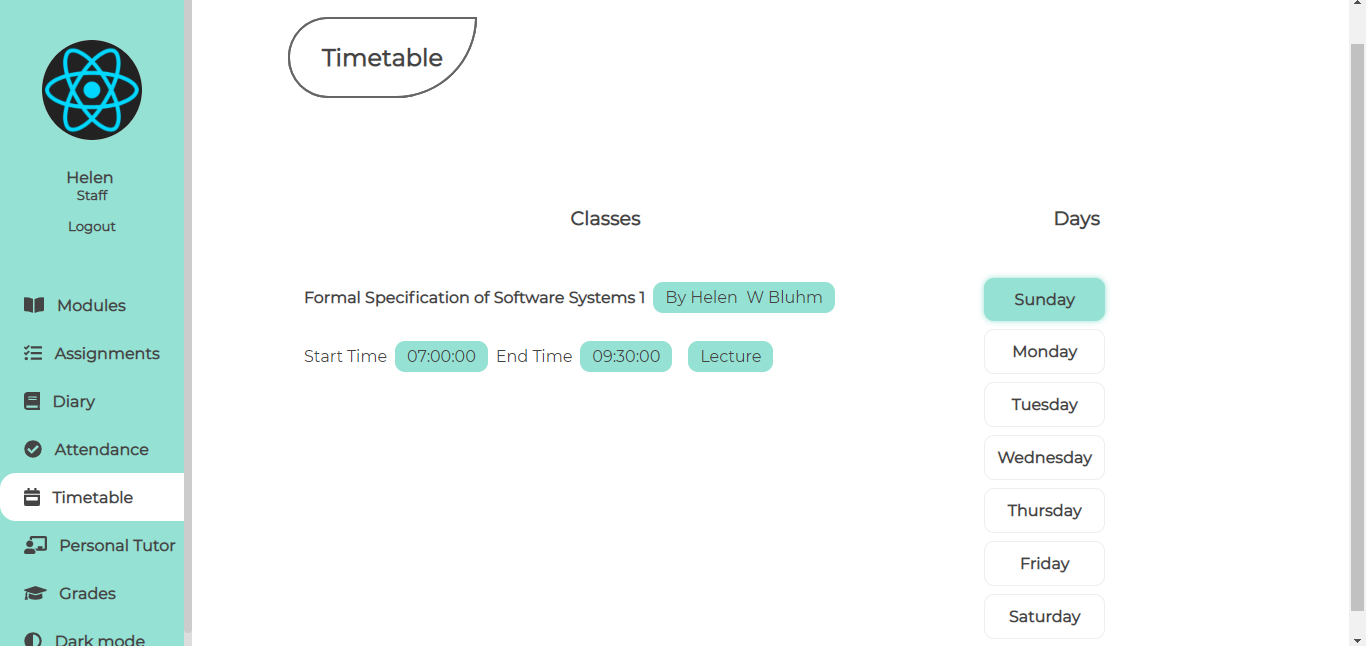 Timetable
Helen
Staff
Logout
Classes
Days
Modules
Assignments
Diary
Attendance
Timetable
Personal Tutor
Grades
Dark mode
Formal Specification of Software Systems 1 By Helen W Bluhm
Start Time 07:00:00 End Time 09:30:00 Lecture
Sunday
Monday
Tuesday
Wednesday
Thursday
Friday
Saturday